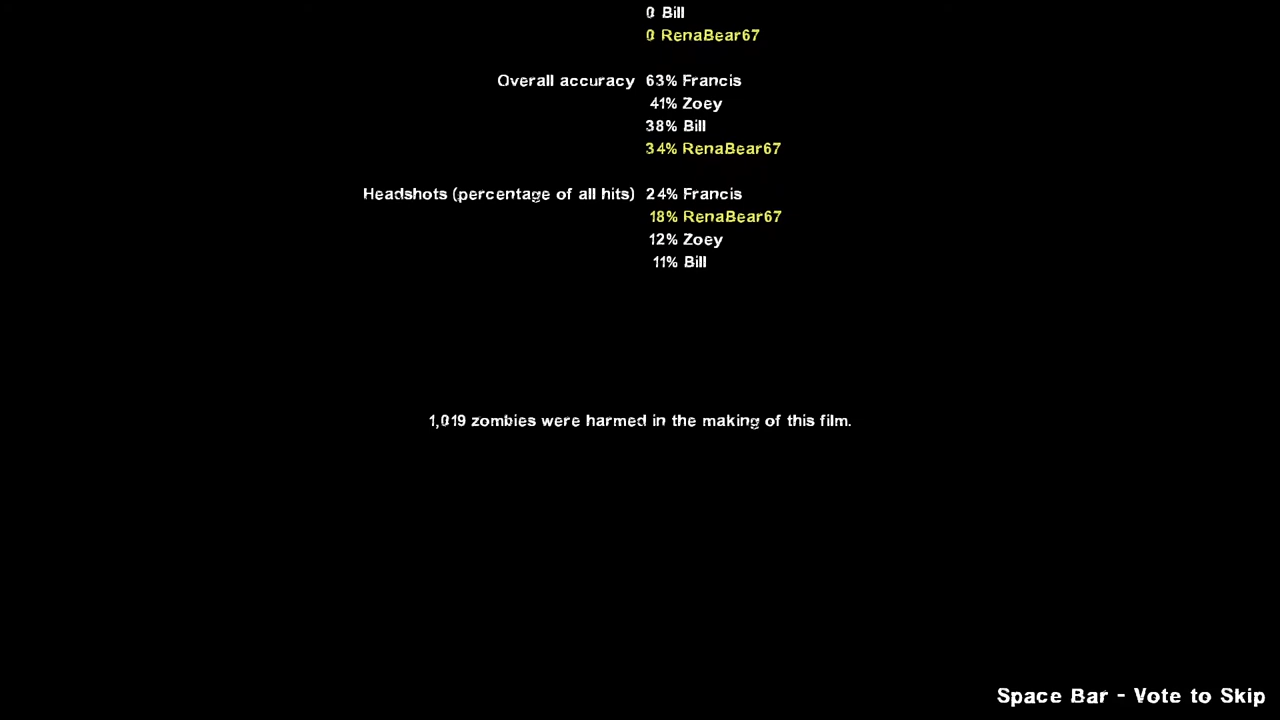 0 Bill
0 RenaBear67
Overall accuracy 63% Francis
41% Zoey
38% Bill
34% RenaBear67
Headshots (percentage of all hits) 24% Francis
18% RenaBear67
12% Zoey
11% Bill
1,019 zombies were harmed in the making of this film.
Space Bar - Vote to Skip